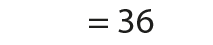 = 36